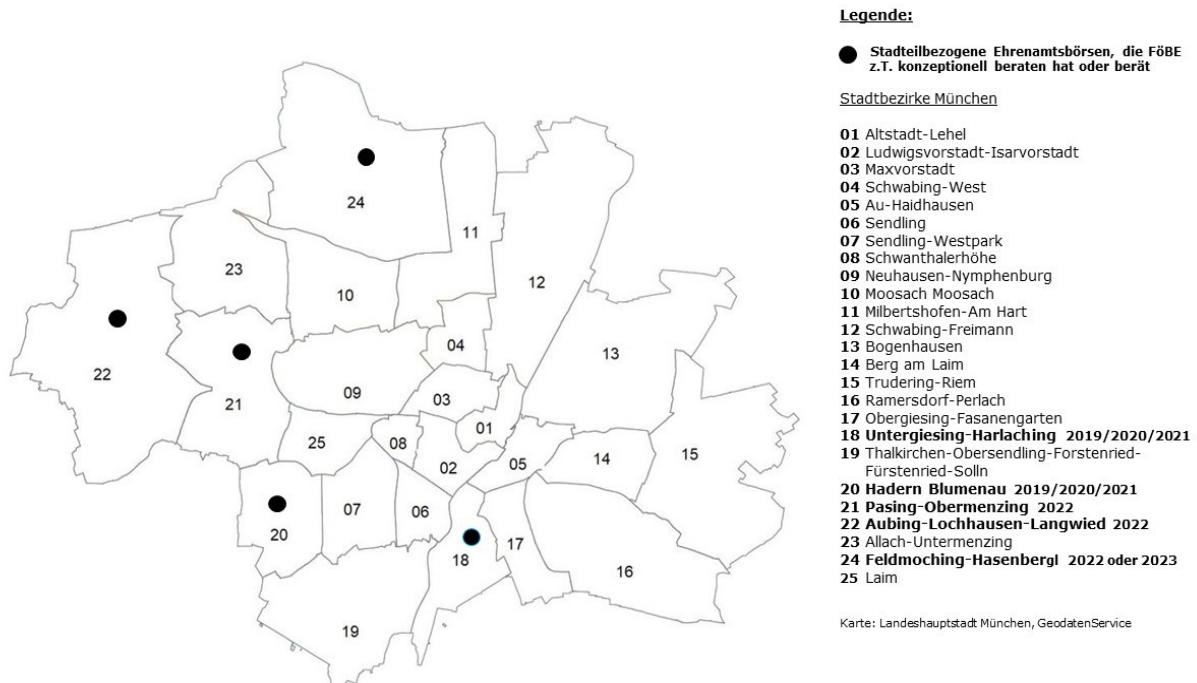 Legende:
Stadteilbezogene Ehrenamtsbörsen, die FöBE
z.T. konzeptionell beraten hat oder berät
Stadtbezirke München
01 Altstadt-Lehel
02 Ludwigsvorstadt-Isarvorstadt
03 Maxvorstadt
04 Schwabing-West
05 Au-Haidhausen
06 Sendling
07 Sendling-Westpark
08 Schwanthalerhöhe
09 Neuhausen-Nymphenburg
10 Moosach Moosach
11 Milbertshofen-Am Hart
12 Schwabing-Freimann
13 Bogenhausen
14 Berg am Laim
15 Trudering-Riem
16 Ramersdorf-Perlach
17 Obergiesing-Fasanengarten
18 Untergiesing-Harlaching 2019/2020/2021
19 Thalkirchen-Obersendling-Forstenried-
Fürstenried-Solln
20 Hadern Blumenau 2019/2020/2021
21 Pasing-Obermenzing 2022
22 Aubing-Lochhausen-Langwied 2022
23 Allach-Untermenzing
24 Feldmoching-Hasenbergl 2022 oder 2023
25 Laim
Karte: Landeshauptstadt München, GeodatenService
24
11
23
12
10
04
13
22
09
03
21
01
25
08
15
02
05
14
07
06
20
17
18
16
19